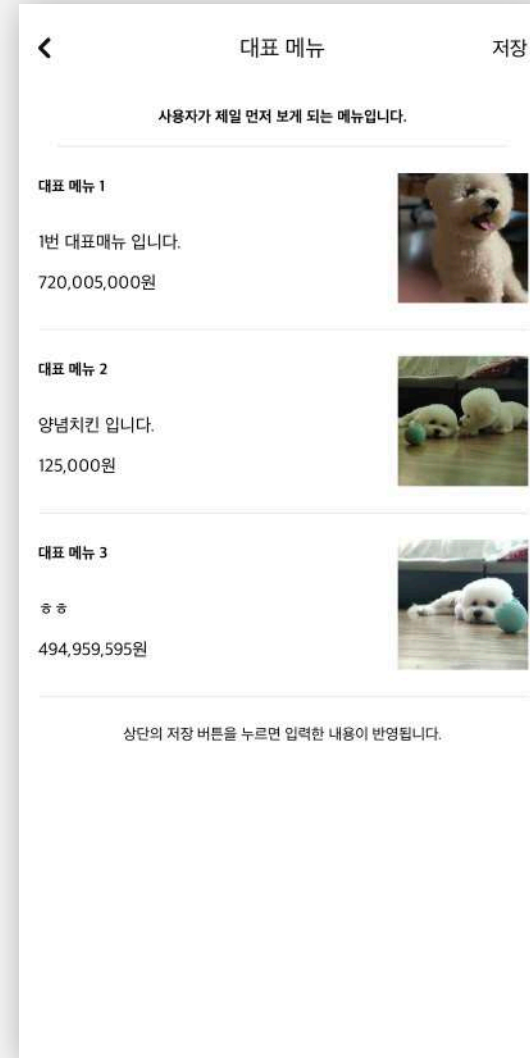 대표 메뉴 저장
사용자가 제일 먼저 보게 되는 메뉴입니다.
대표 메뉴 1
1번 대표매뉴 입니다.
720,005,000원
대표 메뉴 2
양념치킨 입니다.
125,000원
대표 메뉴 3
ㅎㅎ
494,959,595원
상단의 저장 버튼을 누르면 입력한 내용이 반영됩니다.